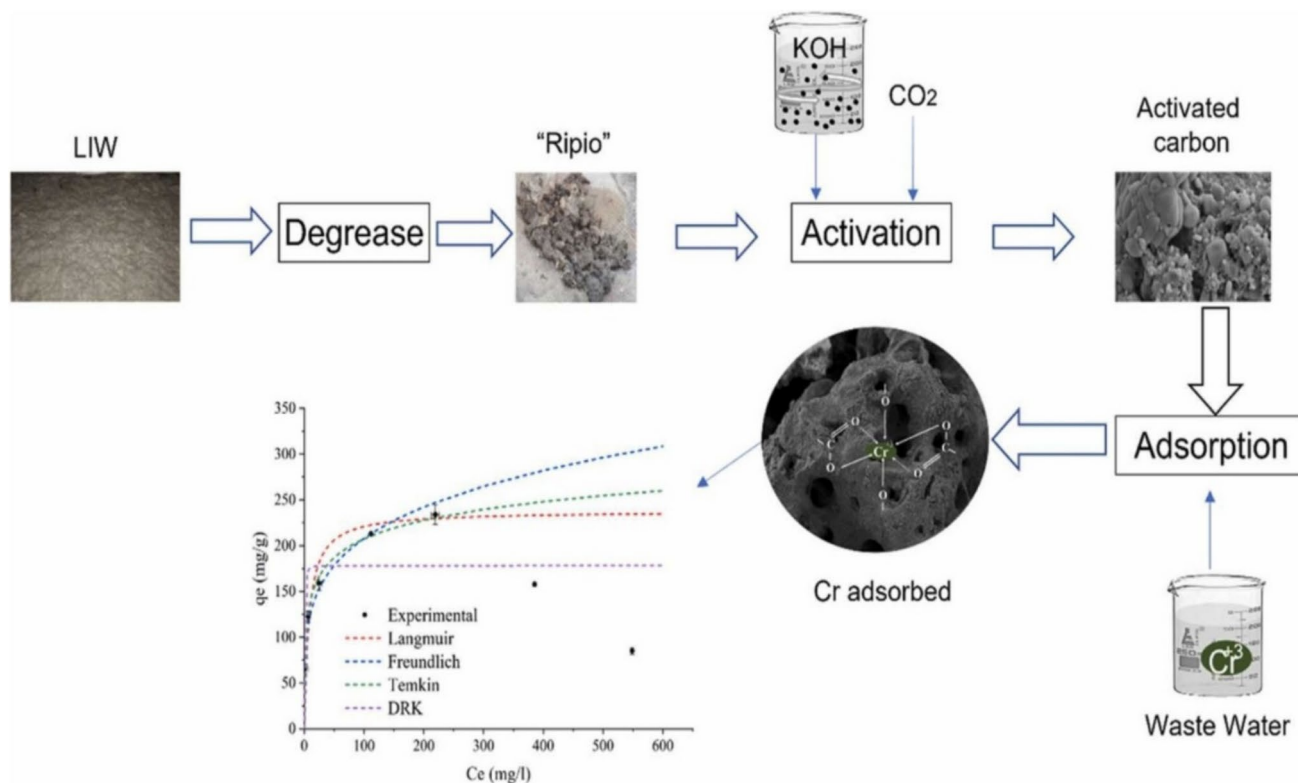 KOH
CO2
LIW
“Ripio”
Activated
carbon
Degrease
Activation
Adsorption
Cr adsorbed
O
O
C
O
Cr
O
C
O
O
Cr+3
Waste Water
qe (mg/g)
350
300
250
200
150
100
50
0
Experimental
Langmuir
Freundlich
Temkin
DRK
0
100
200
300
400
500
600
Ce (mg/l)